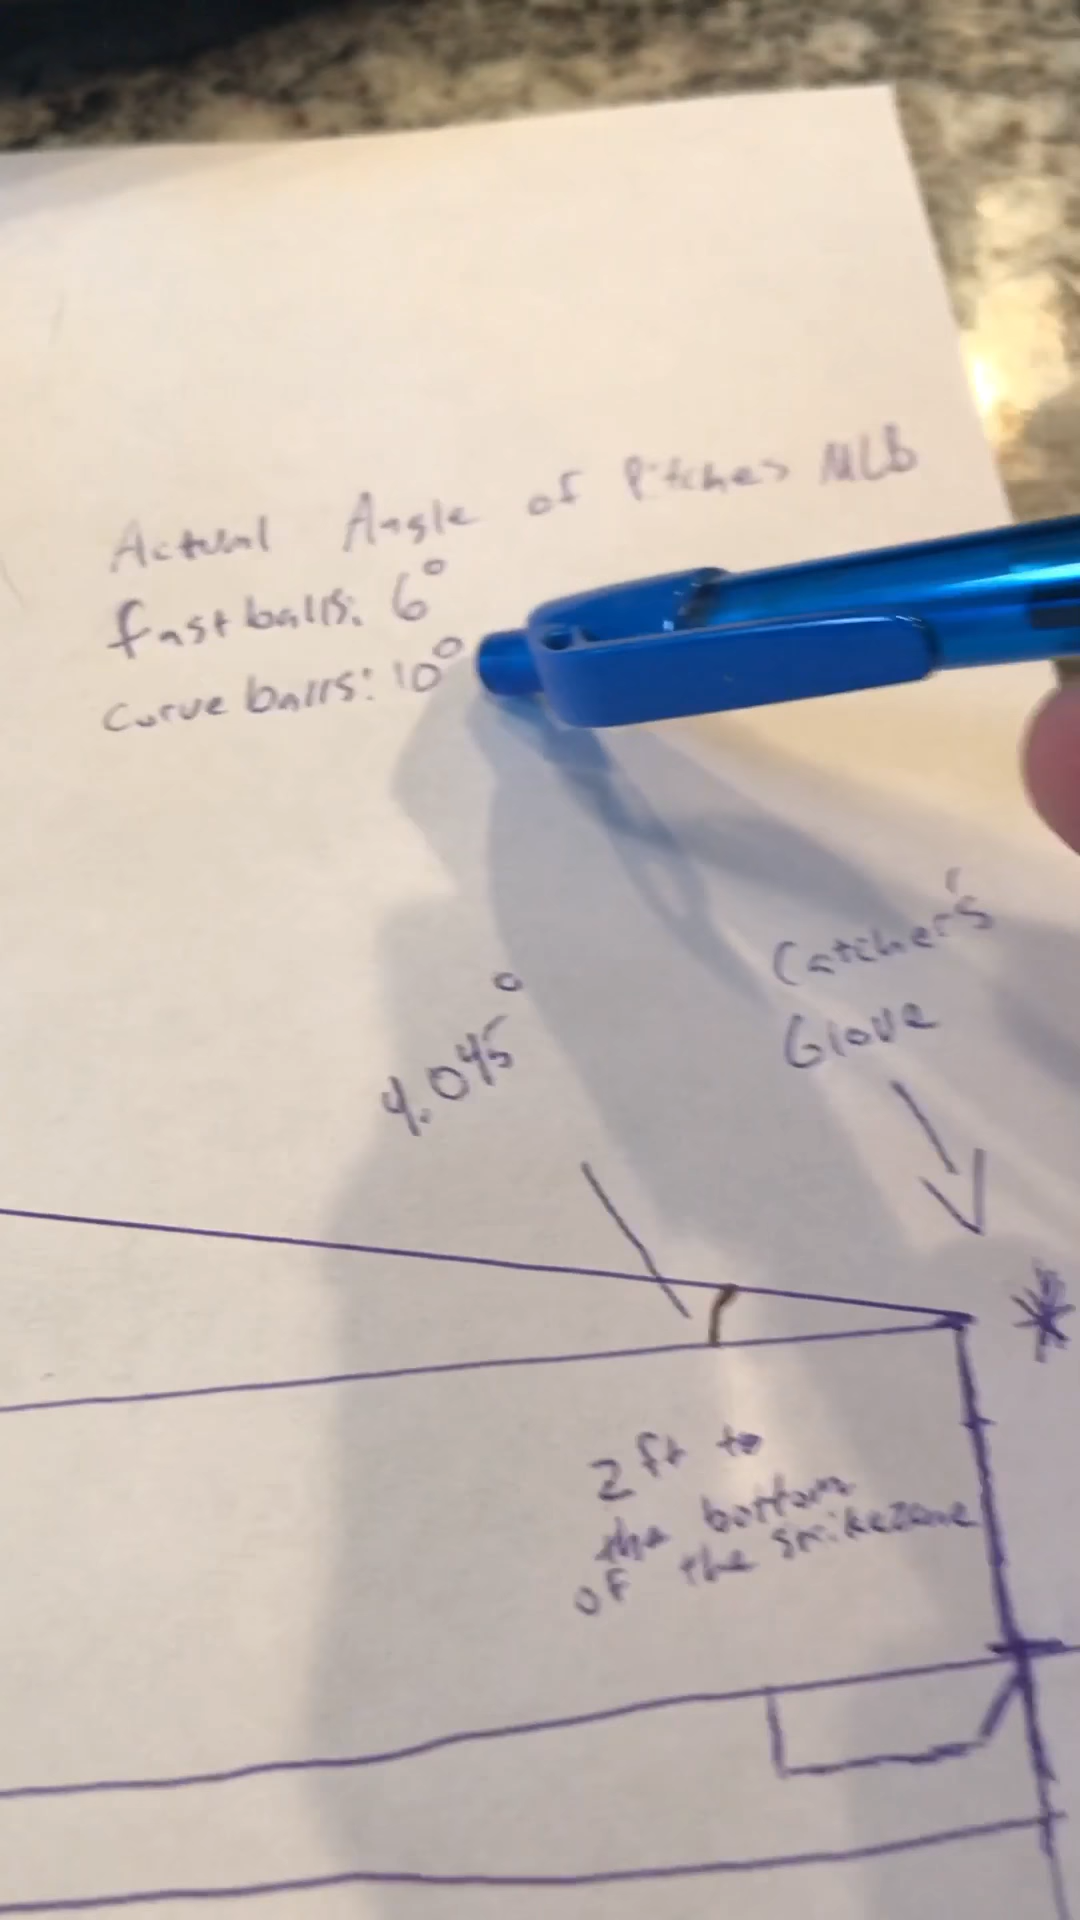 Actual Angle of Pitches MLB
fastballs: 6°
curve balls: 10°
Catcher's
Glove
4.045°
2 ft to
the bottom
of the srikezone